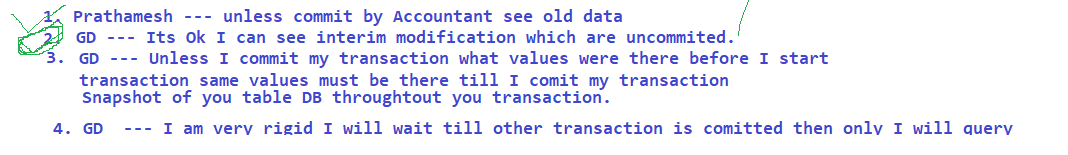 1. Prathamesh --- unless commit by Accountant see old data
2. GD --- Its Ok I can see interim modification which are uncommited.
3. GD --- Unless I commit my transaction what values were there before I start
transaction same values must be there till I comit my transaction
Snapshot of you table DB throughtout you transaction.
4. GD --- I am very rigid I will wait till other transaction is comitted then only I will query